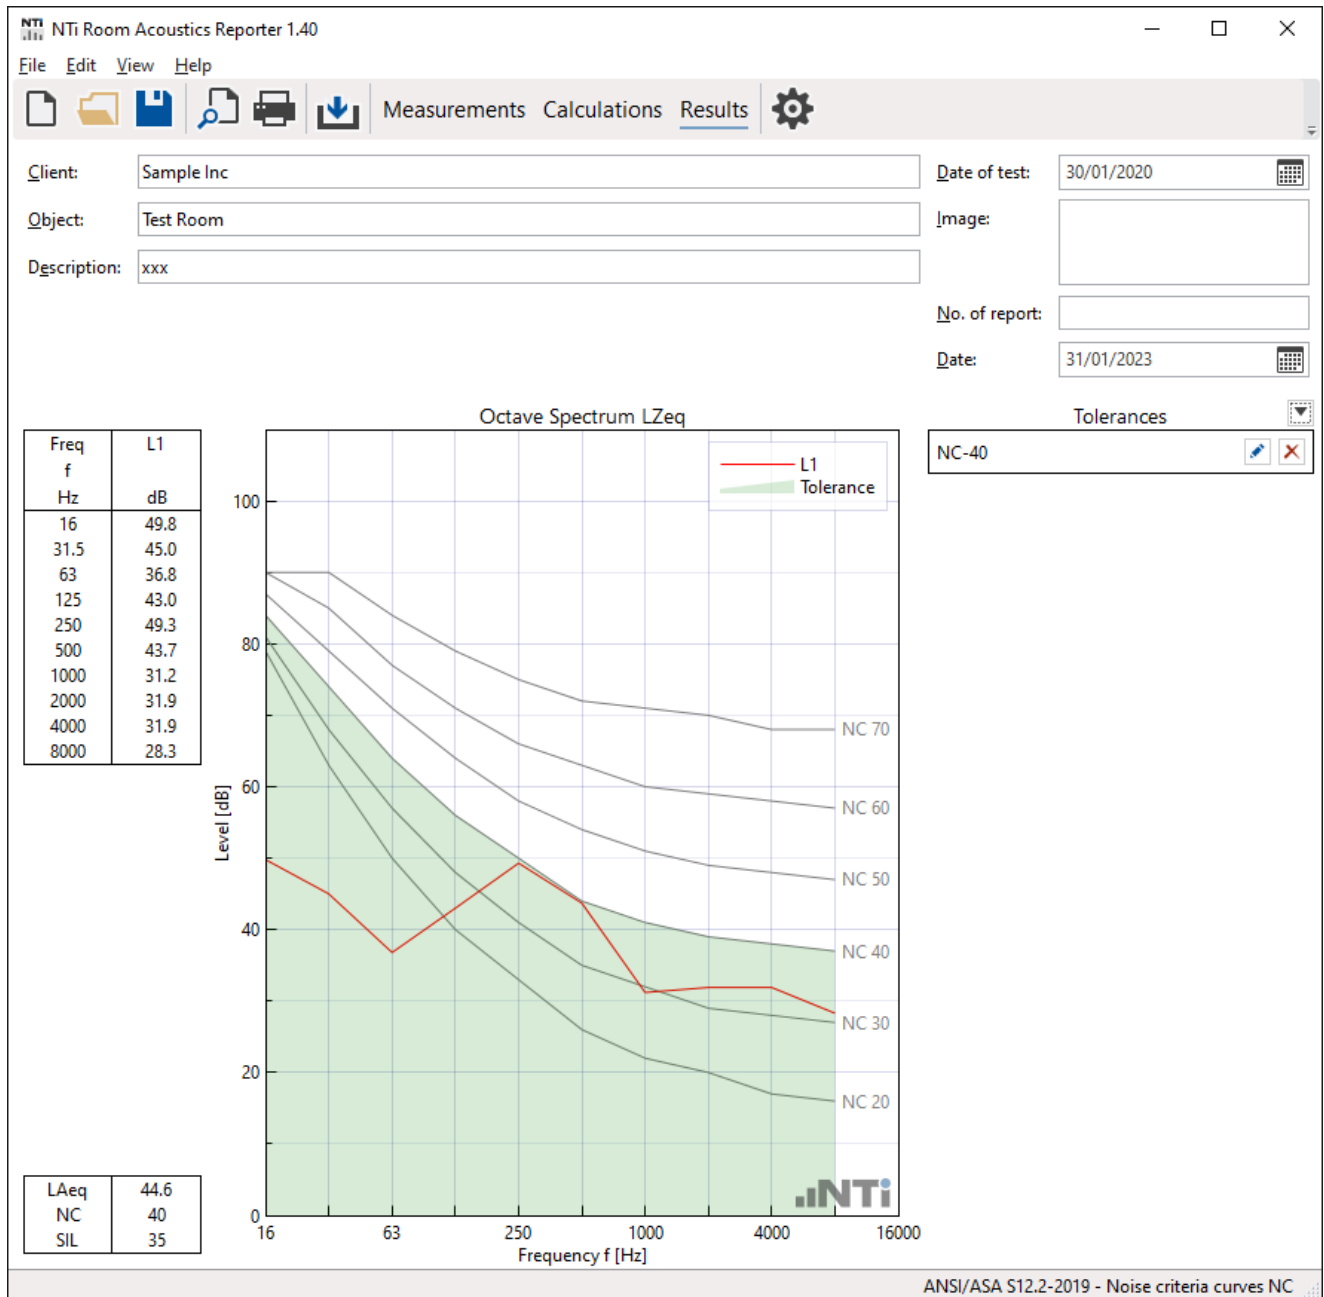 NTi NTi Room Acoustics Reporter 1.40
File Edit View Help
Measurements Calculations Results
Client: Sample Inc
Date of test: 30/01/2020
Object: Test Room
Image:
Description: xxx
No. of report:
Date: 31/01/2023
Octave Spectrum LZeq
Tolerances
NC-40
Freq L1
f
Hz dB
16 49.8
31.5 45.0
63 36.8
125 43.0
250 49.3
500 43.7
1000 31.2
2000 31.9
4000 31.9
8000 28.3
LAeq 44.6
NC 40
SIL 35
L1
Tolerance
Level [dB]
100
80
60
40
20
0
NC 70
NC 60
NC 50
NC 40
NC 30
NC 20
NTi
16 63 250 1000 4000 16000
Frequency f [Hz]
ANSI/ASA S12.2-2019 - Noise criteria curves NC